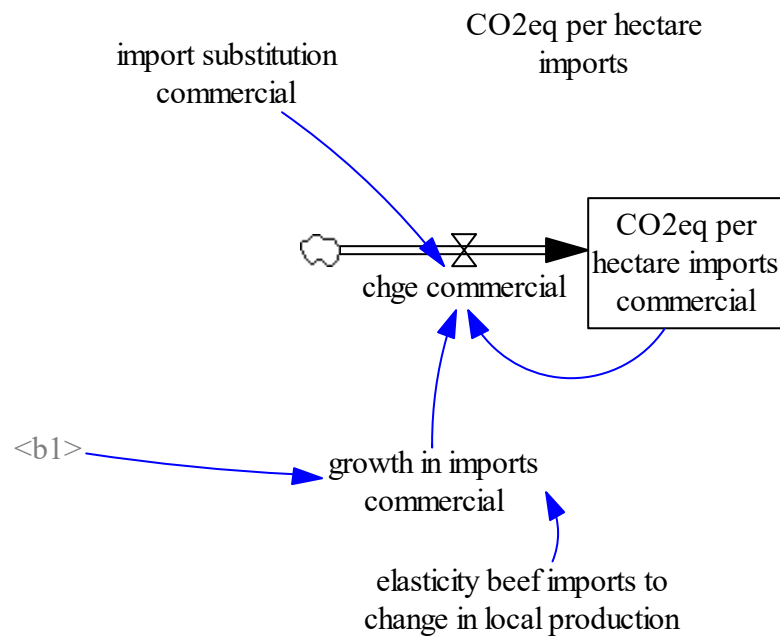 CO2eq per hectare
imports
import substitution
commercial
CO2eq per
hectare imports
commercial
chge commercial
<b1>
growth in imports
commercial
elasticity beef imports to
change in local production